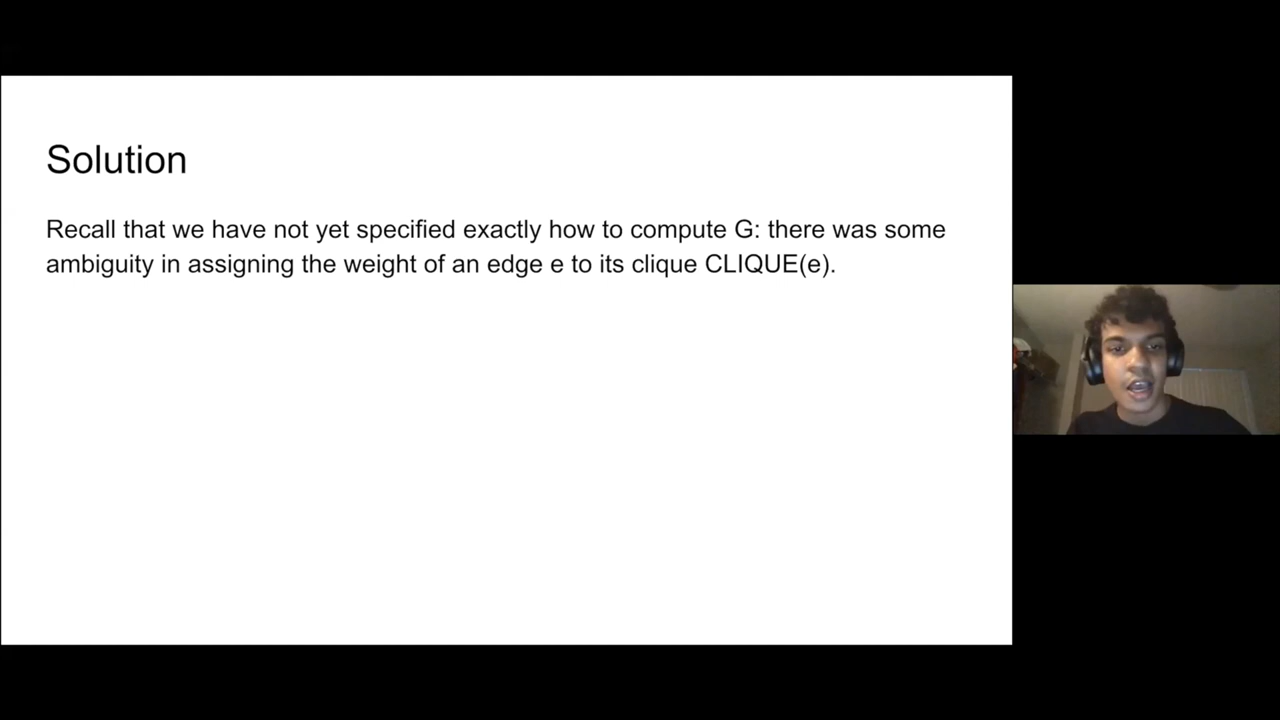 Solution
Recall that we have not yet specified exactly how to compute G: there was some
ambiguity in assigning the weight of an edge e to its clique CLIQUE(e).